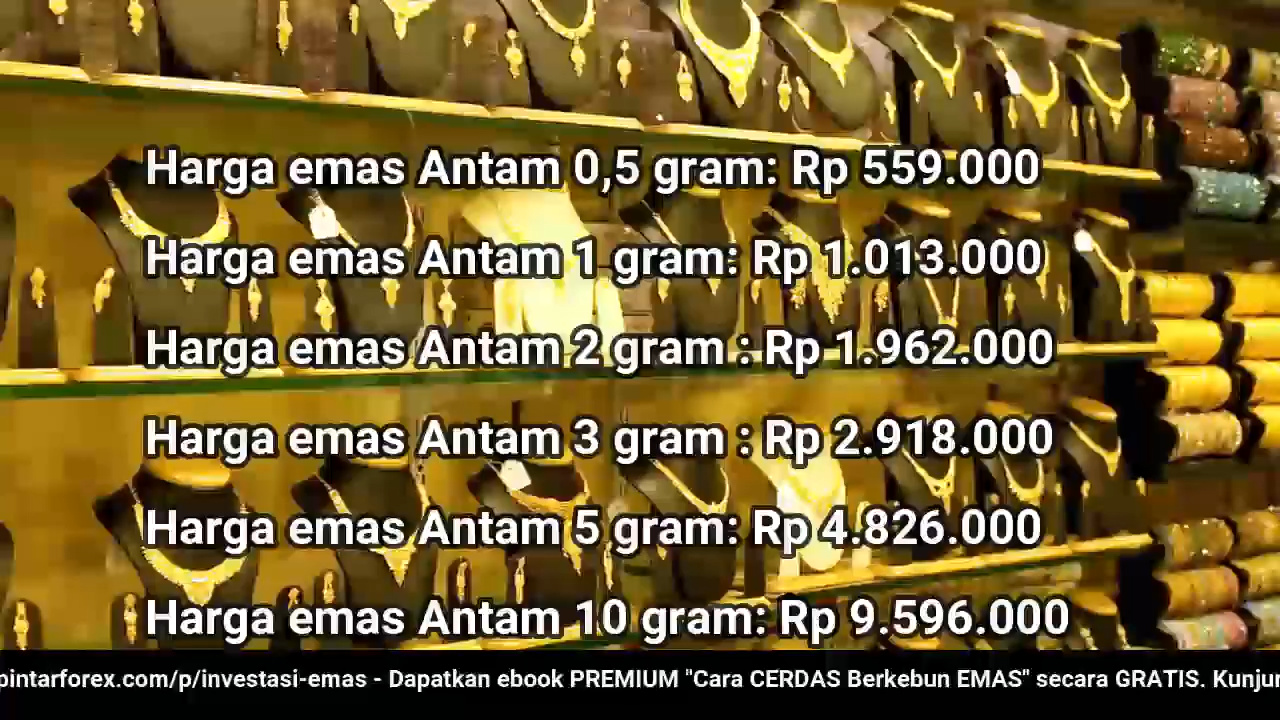 Harga emas Antam 0,5 gram: Rp 559.000
Harga emas Antam 1 gram: Rp 1.013.000
Harga emas Antam 2 gram : Rp 1.962.000
Harga emas Antam 3 gram : Rp 2.918.000
Harga emas Antam 5 gram: Rp 4.826.000
Harga emas Antam 10 gram: Rp 9.596.000
pintarforex.com/p/investasi-emas - Dapatkan ebook PREMIUM "Cara CERDAS Berkebun EMAS" secara GRATIS.